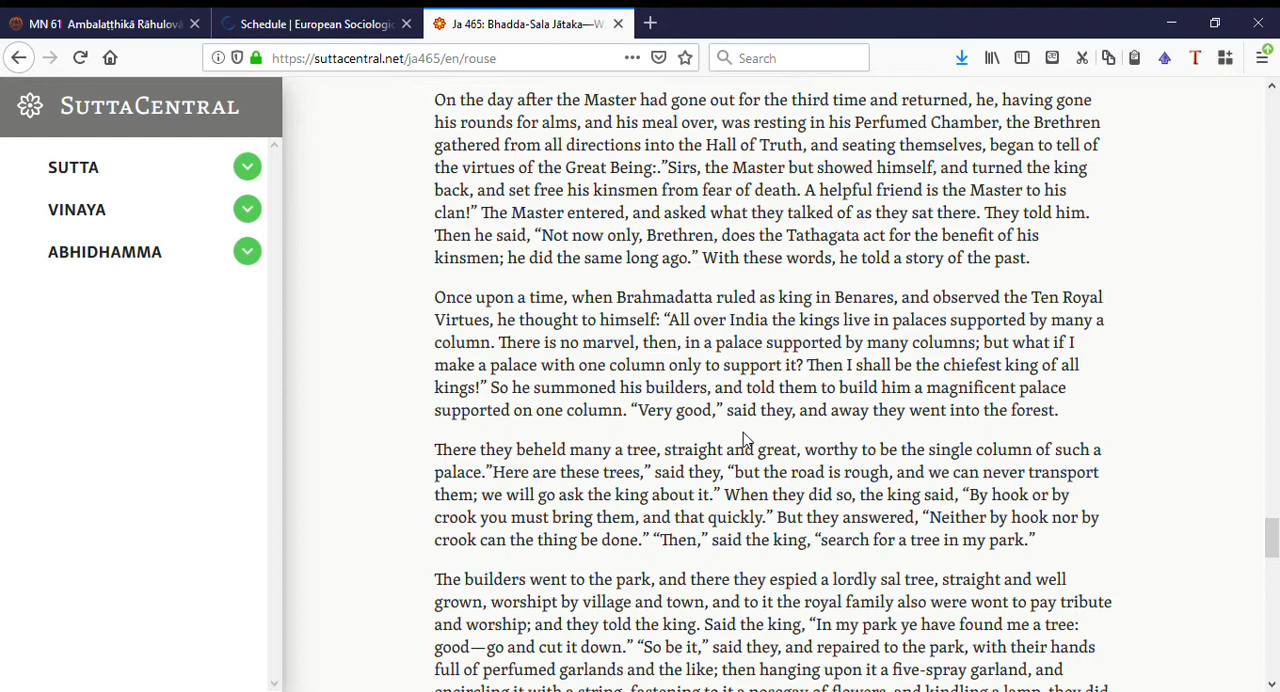 MN 61 Ambalaṭṭhikā Rāhulov
Schedule | European Sociologic
Ja 465: Bhadda-Sala Jātaka—W
https://suttacentral.net/ja465/en/rouse
Search
SUTTACENTRAL
SUTTA
VINAYA
ABHIDHAMMA
On the day after the Master had gone out for the third time and returned, he, having gone
his rounds for alms, and his meal over, was resting in his Perfumed Chamber, the Brethren
gathered from all directions into the Hall of Truth, and seating themselves, began to tell of
the virtues of the Great Being:.”Sirs, the Master but showed himself, and turned the king
back, and set free his kinsmen from fear of death. A helpful friend is the Master to his
clan!” The Master entered, and asked what they talked of as they sat there. They told him.
Then he said, “Not now only, Brethren, does the Tathagata act for the benefit of his
kinsmen; he did the same long ago.” With these words, he told a story of the past.
Once upon a time, when Brahmadatta ruled as king in Benares, and observed the Ten Royal
Virtues, he thought to himself: “All over India the kings live in palaces supported by many a
column. There is no marvel, then, in a palace supported by many columns; but what if I
make a palace with one column only to support it? Then I shall be the chiefest king of all
kings!” So he summoned his builders, and told them to build him a magnificent palace
supported on one column. “Very good,” said they, and away they went into the forest.
There they beheld many a tree, straight and great, worthy to be the single column of such a
palace.”Here are these trees,” said they, “but the road is rough, and we can never transport
them; we will go ask the king about it.” When they did so, the king said, “By hook or by
crook you must bring them, and that quickly.” But they answered, “Neither by hook nor by
crook can the thing be done.” “Then,” said the king, “search for a tree in my park.”
The builders went to the park, and there they espied a lordly sal tree, straight and well
grown, worshipt by village and town, and to it the royal family also were wont to pay tribute
and worship; and they told the king. Said the king, “In my park ye have found me a tree:
good—go and cut it down.” “So be it,” said they, and repaired to the park, with their hands
full of perfumed garlands and the like; then hanging upon it a five-spray garland, and
encircling it with a string, fastening to it a nosegay of flowers, and kindling a lamp, they did